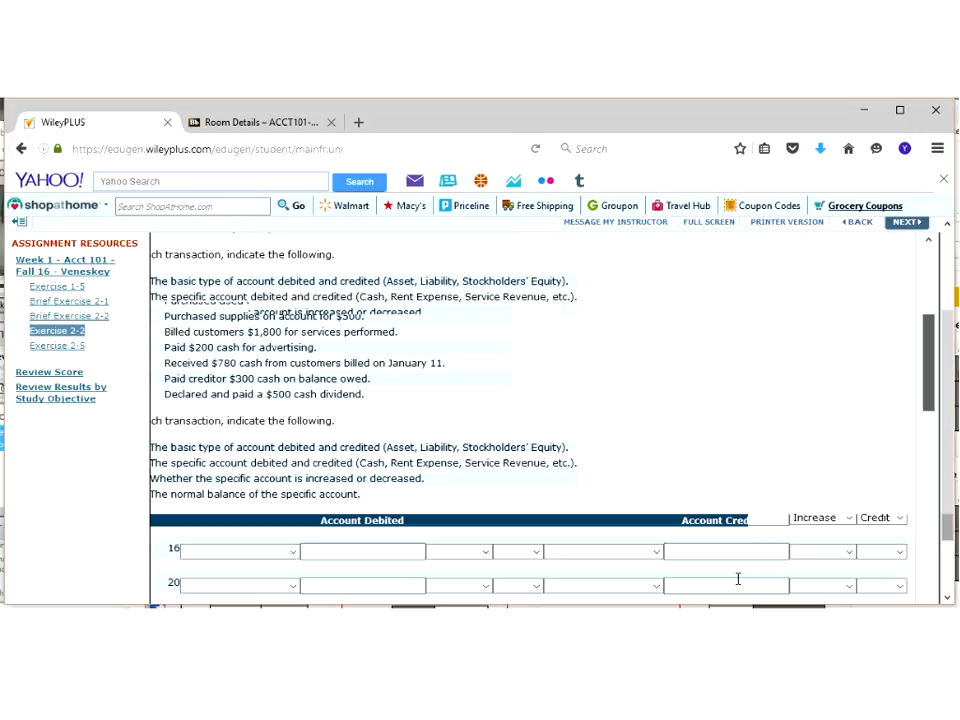 WileyPLUS
Bb Room Details – ACCT101-...
https://edugen.wileyplus.com/edugen/student/mainfr.uni
Search
YAHOO!
Yahoo Search
Search
t
shopathome
Search ShopAtHome.com
Go
Walmart
Macy's
Priceline
Free Shipping
Groupon
Travel Hub
Coupon Codes
Grocery Coupons
MESSAGE MY INSTRUCTOR
FULL SCREEN
PRINTER VERSION
BACK
NEXT
ASSIGNMENT RESOURCES
Week 1 - Acct 101 -
Fall 16 - Veneskey
Exercise 1-5
Brief Exercise 2-1
Brief Exercise 2-2
Exercise 2-2
Exercise 2-5
Review Score
Review Results by
Study Objective
ch transaction, indicate the following.
The basic type of account debited and credited (Asset, Liability, Stockholders' Equity).
The specific account debited and credited (Cash, Rent Expense, Service Revenue, etc.).
account is increased or decreased.
Purchased supplies on account for $500.
Billed customers $1,800 for services performed.
Paid $200 cash for advertising.
Received $780 cash from customers billed on January 11.
Paid creditor $300 cash on balance owed.
Declared and paid a $500 cash dividend.
ch transaction, indicate the following.
The basic type of account debited and credited (Asset, Liability, Stockholders' Equity).
The specific account debited and credited (Cash, Rent Expense, Service Revenue, etc.).
Whether the specific account is increased or decreased.
The normal balance of the specific account.
Account Debited
Account Cred
Increase
Credit
16
20